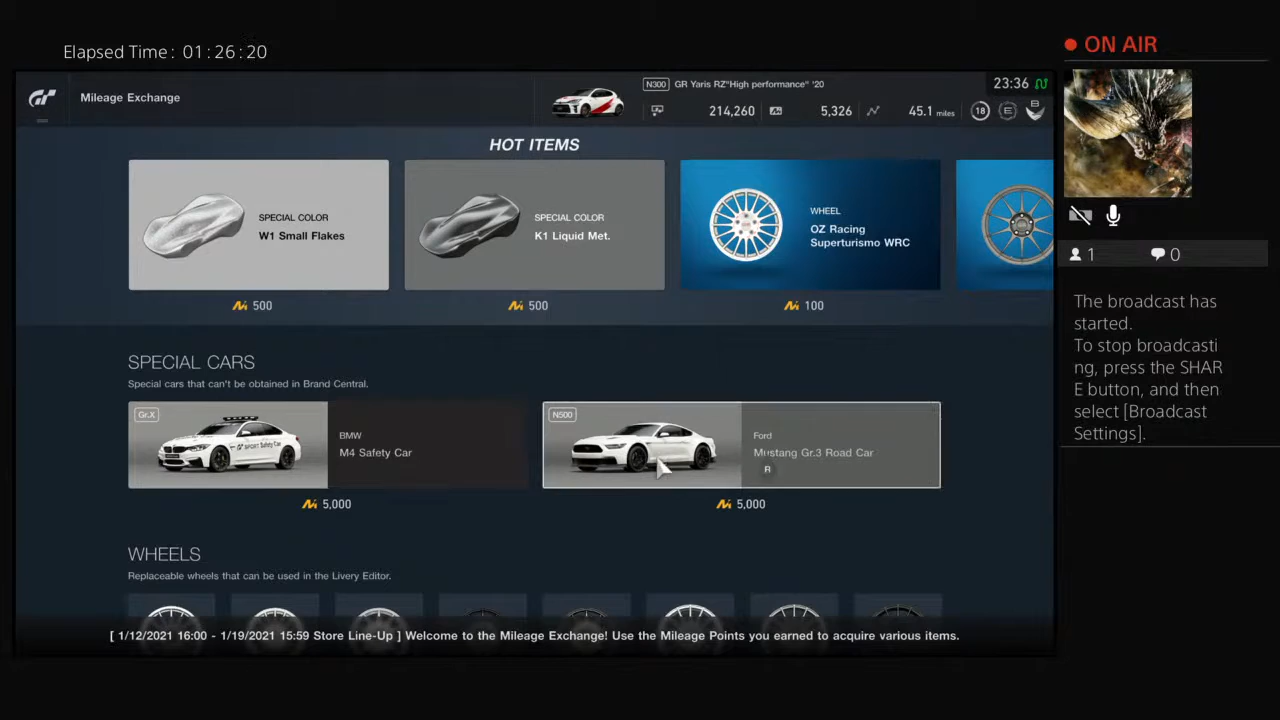 Elapsed Time: 01:26:20
ON AIR
Mileage Exchange
N300 GR Yaris RZ"High performance" '20
23:36
214,260 5,326 45.1 miles 18 E B
HOT ITEMS
SPECIAL COLOR
W1 Small Flakes
SPECIAL COLOR
K1 Liquid Met.
WHEEL
OZ Racing
Superturismo WRC
500
500
100
1
0
The broadcast has
started.
To stop broadcasti
ng, press the SHAR
E button, and then
select [Broadcast
Settings].
SPECIAL CARS
Special cars that can't be obtained in Brand Central.
Gr.X
BMW
M4 Safety Car
N500
Ford
Mustang Gr.3 Road Car
R
5,000
5,000
WHEELS
Replaceable wheels that can be used in the Livery Editor.
[ 1/12/2021 16:00 - 1/19/2021 15:59 Store Line-Up ] Welcome to the Mileage Exchange! Use the Mileage Points you earned to acquire various items.